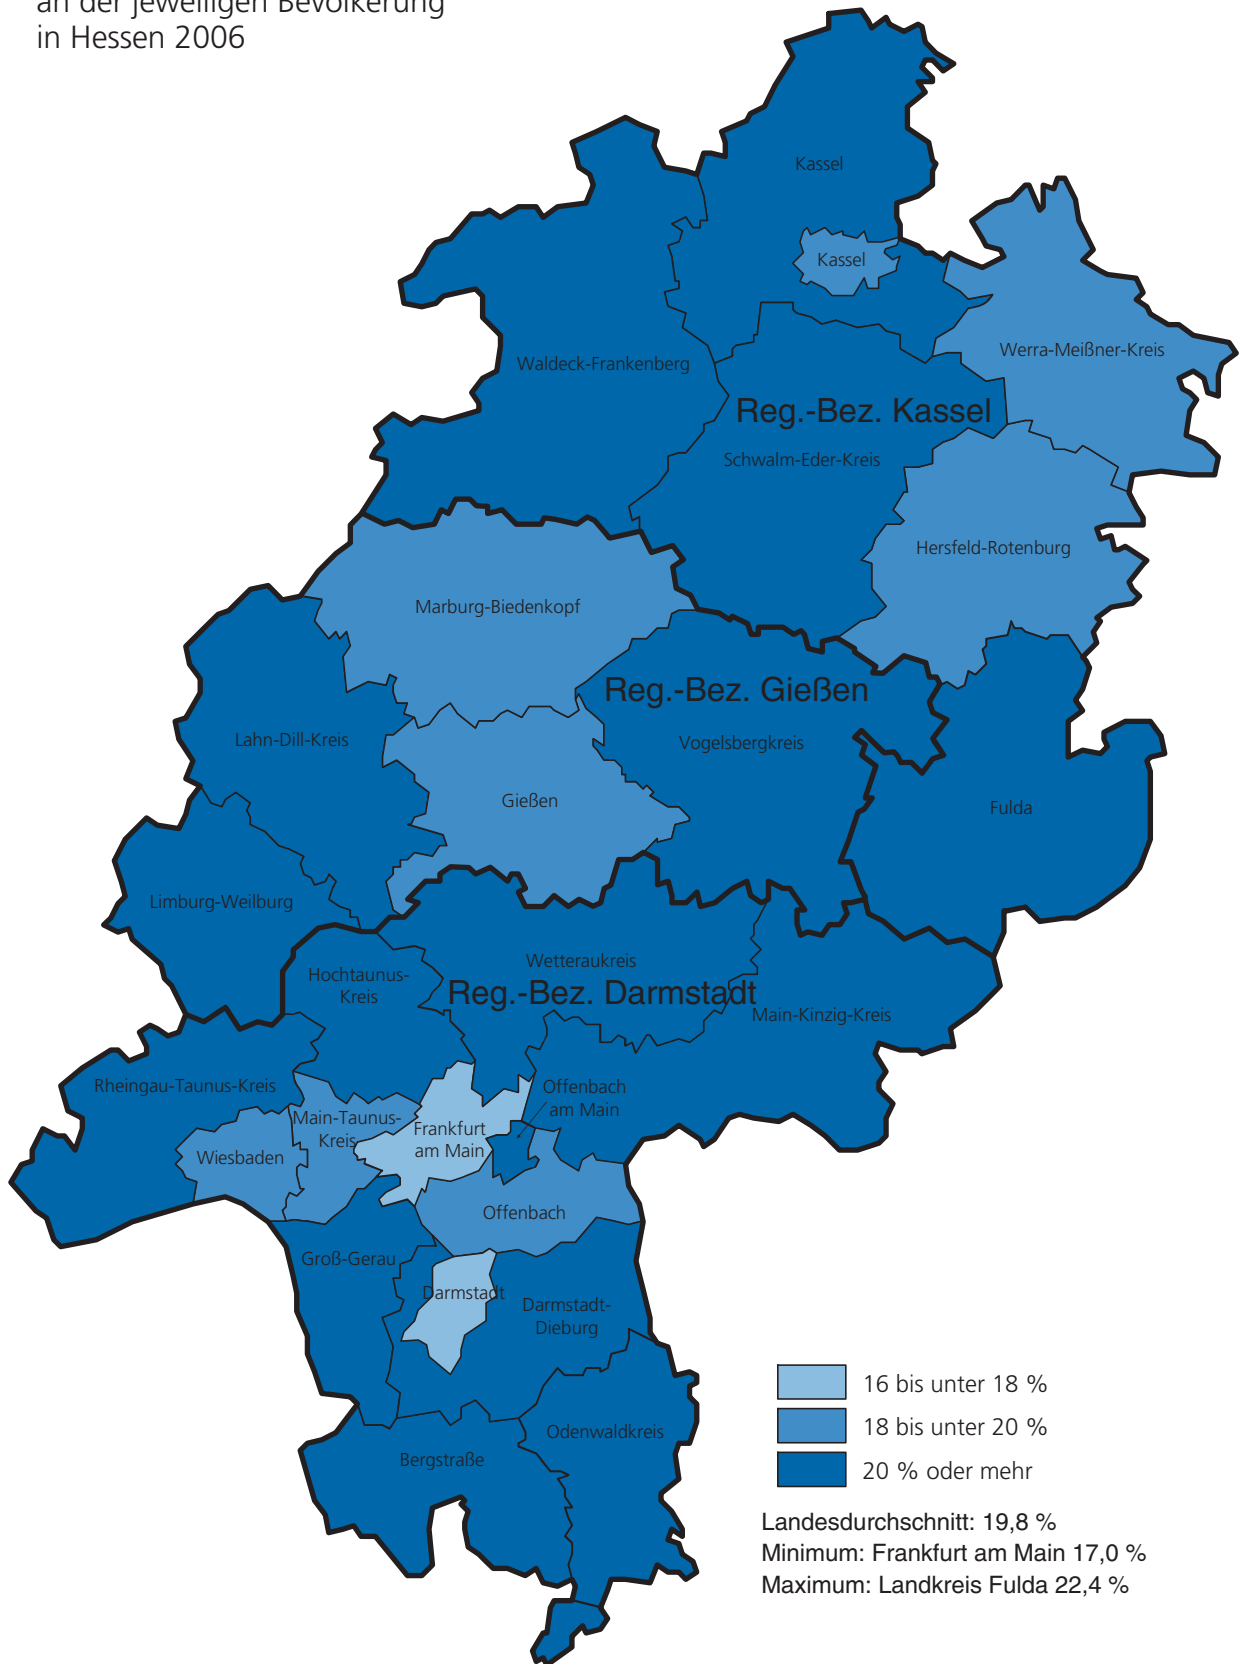 an der jeweiligen Bevölkerung
in Hessen 2006
Kassel
Kassel
Werra-Meißner-Kreis
Waldeck-Frankenberg
Reg.-Bez. Kassel
Schwalm-Eder-Kreis
Hersfeld-Rotenburg
Marburg-Biedenkopf
Reg.-Bez. Gießen
Lahn-Dill-Kreis
Vogelsbergkreis
Gießen
Fulda
Limburg-Weilburg
Wetteraukreis
Hochtaunus-
Kreis
Reg.-Bez. Darmstadt
Main-Kinzig-Kreis
Rheingau-Taunus-Kreis
Offenbach
am Main
Main-Taunus-
Kreis
Frankfurt
am Main
Wiesbaden
Offenbach
Groß-Gerau
Darmstadt
Darmstadt-
Dieburg
Odenwaldkreis
Bergstraße
16 bis unter 18 %
18 bis unter 20 %
20 % oder mehr
Landesdurchschnitt: 19,8 %
Minimum: Frankfurt am Main 17,0 %
Maximum: Landkreis Fulda 22,4 %